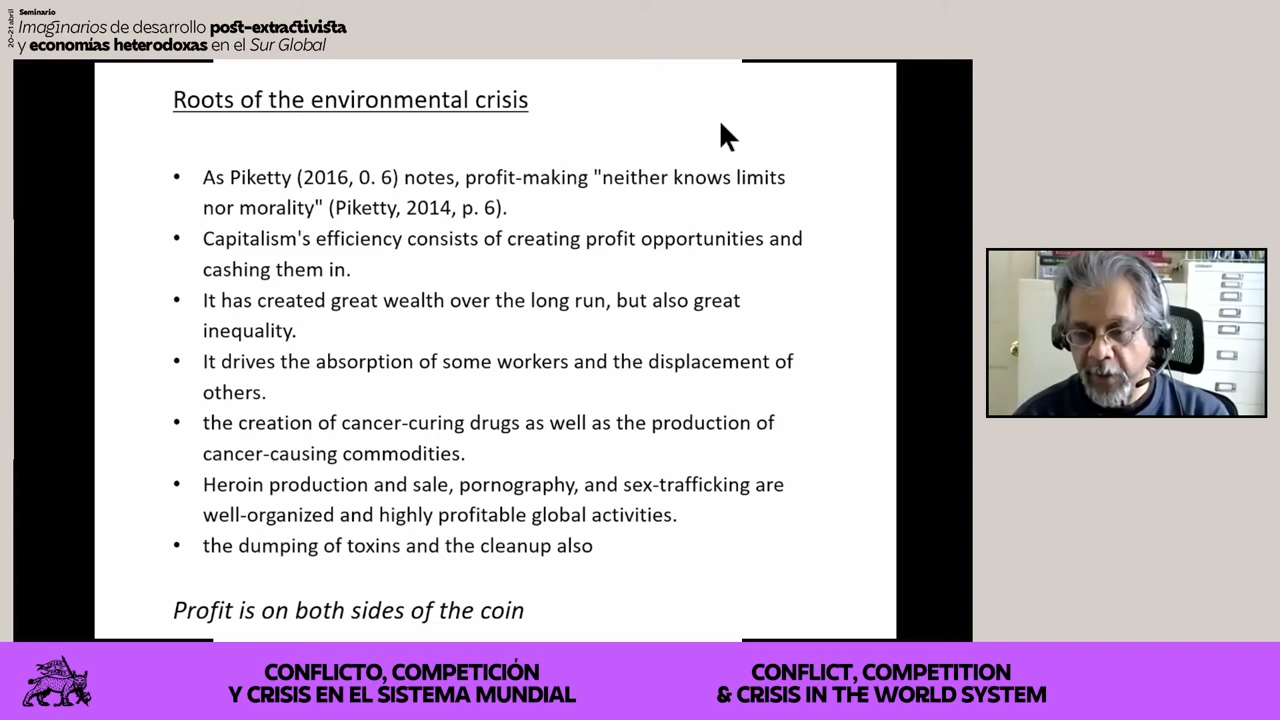 20-21 abril
Seminario
Imaginarios de desarrollo post-extractivista
y economías heterodoxas en el Sur Global
Roots of the environmental crisis
• As Piketty (2016, 0. 6) notes, profit-making "neither knows limits
nor morality" (Piketty, 2014, p. 6).
• Capitalism's efficiency consists of creating profit opportunities and
cashing them in.
• It has created great wealth over the long run, but also great
inequality.
• It drives the absorption of some workers and the displacement of
others.
• the creation of cancer-curing drugs as well as the production of
cancer-causing commodities.
• Heroin production and sale, pornography, and sex-trafficking are
well-organized and highly profitable global activities.
• the dumping of toxins and the cleanup also
Profit is on both sides of the coin
CONFLICTO, COMPETICIÓN
Y CRISIS EN EL SISTEMA MUNDIAL
CONFLICT, COMPETITION
& CRISIS IN THE WORLD SYSTEM